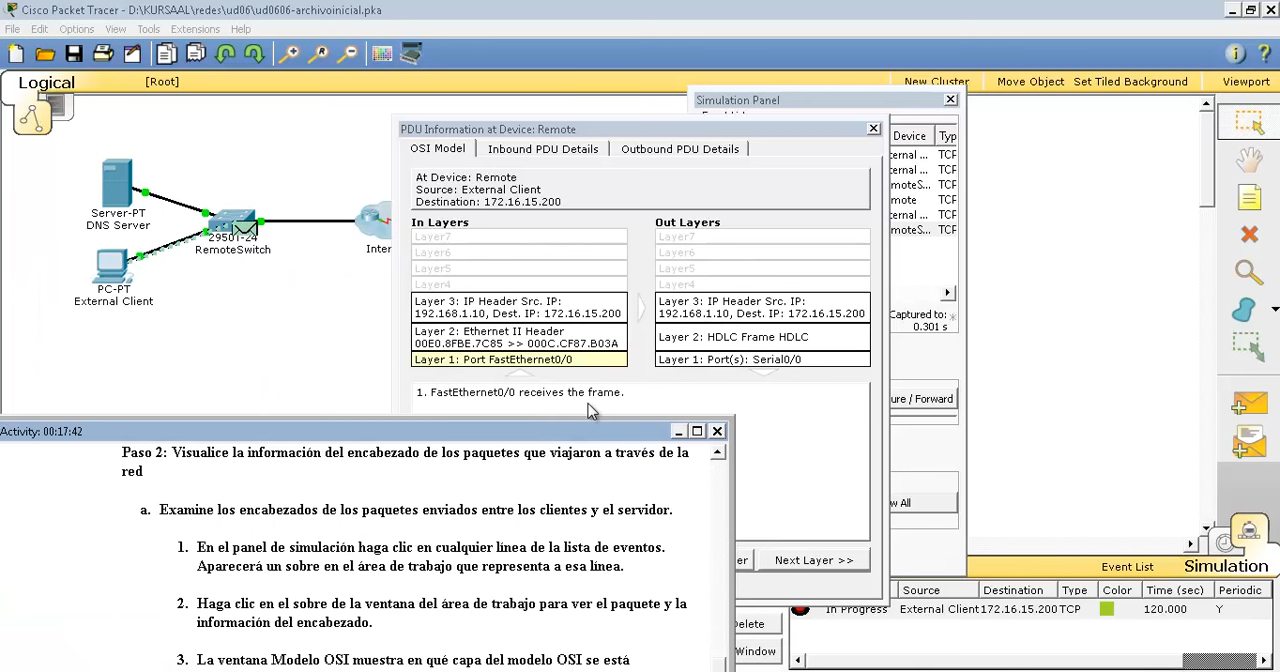 Cisco Packet Tracer - D:\KURSAAL\redes\ud06\ud0606-archivoinicial.pka
File Edit Options View Tools Extensions Help
Logical [Root] New Cluster Move Object Set Tiled Background Viewport
Server-PT
DNS Server
2950T-24
RemoteSwitch
PC-PT
External Client
Inter
Simulation Panel
Device Typ
ernal ... TCP
ernal ... TCP
moteS... TCP
mote TCP
ernal ... TCP
moteS... TCP
Captured to: *
0.301 s
ure / Forward
w All
PDU Information at Device: Remote
OSI Model Inbound PDU Details Outbound PDU Details
At Device: Remote
Source: External Client
Destination: 172.16.15.200
In Layers Out Layers
Layer7 Layer7
Layer6 Layer6
Layer5 Layer5
Layer4 Layer4
Layer 3: IP Header Src. IP:
192.168.1.10, Dest. IP: 172.16.15.200
Layer 3: IP Header Src. IP:
192.168.1.10, Dest. IP: 172.16.15.200
Layer 2: Ethernet II Header
00E0.8FBE.7C85 >> 000C.CF87.B03A
Layer 2: HDLC Frame HDLC
Layer 1: Port FastEthernet0/0
Layer 1: Port(s): Serial0/0
1. FastEthernet0/0 receives the frame.
er Next Layer >>
Activity: 00:17:42
Paso 2: Visualice la información del encabezado de los paquetes que viajaron a través de la
red
a. Examine los encabezados de los paquetes enviados entre los clientes y el servidor.
1. En el panel de simulación haga clic en cualquier línea de la lista de eventos.
Aparecerá un sobre en el área de trabajo que representa a esa línea.
2. Haga clic en el sobre de la ventana del área de trabajo para ver el paquete y la
información del encabezado.
3. La ventana Modelo OSI muestra en qué capa del modelo OSI se está
Event List Simulation
Source Destination Type Color Time (sec) Periodic
In Progress External Client 172.16.15.200 TCP 120.000 Y
Delete
Window